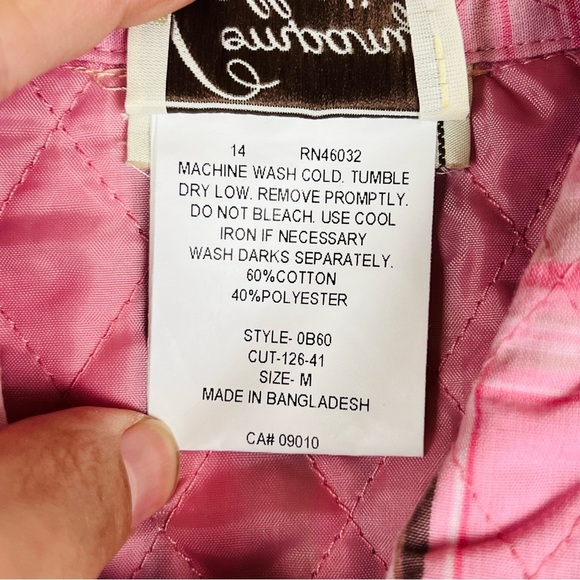 14 RN46032
MACHINE WASH COLD. TUMBLE
DRY LOW. REMOVE PROMPTLY.
DO NOT BLEACH. USE COOL
IRON IF NECESSARY
WASH DARKS SEPARATELY.
60%COTTON
40%POLYESTER
STYLE- 0B60
CUT-126-41
SIZE- M
MADE IN BANGLADESH
CA# 09010